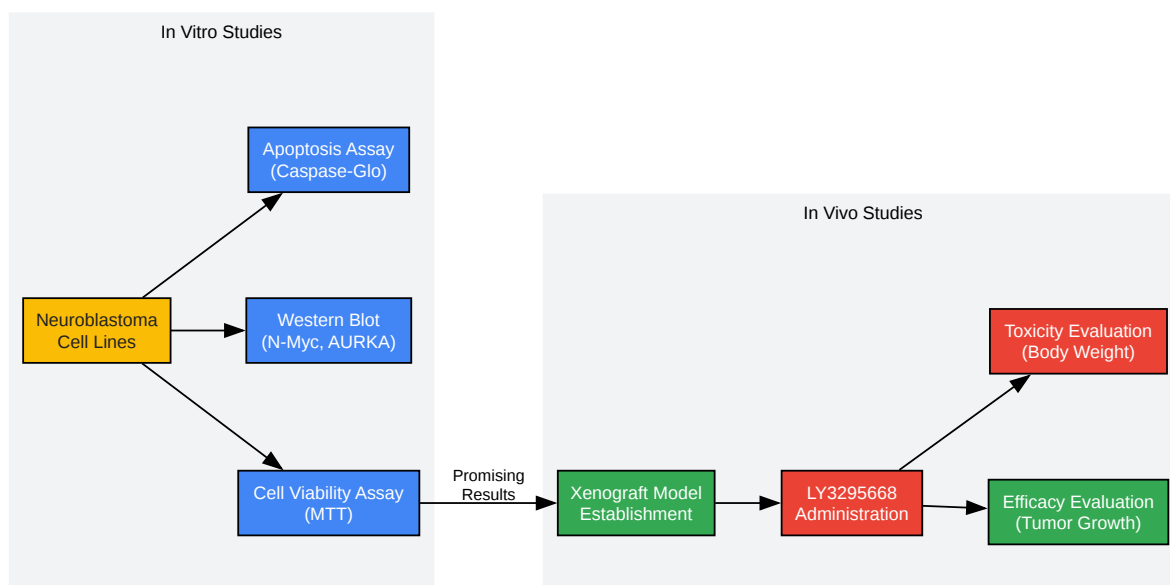 In Vitro Studies
Apoptosis Assay
(Caspase-Glo)
Neuroblastoma
Cell Lines
Western Blot
(N-Myc, AURKA)
Cell Viability Assay
(MTT)
Promising
Results
In Vivo Studies
Xenograft Model
Establishment
LY3295668
Administration
Toxicity Evaluation
(Body Weight)
Efficacy Evaluation
(Tumor Growth)